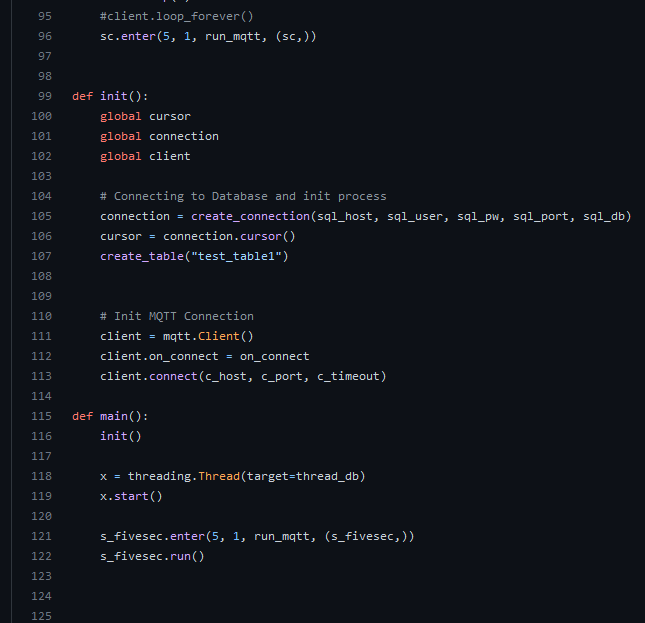 95 #client.loop_forever()
96 sc.enter(5, 1, run_mqtt, (sc,))
97
98
99 def init():
100 global cursor
101 global connection
102 global client
103
104 # Connecting to Database and init process
105 connection = create_connection(sql_host, sql_user, sql_pw, sql_port, sql_db)
106 cursor = connection.cursor()
107 create_table("test_table1")
108
109
110 # Init MQTT Connection
111 client = mqtt.Client()
112 client.on_connect = on_connect
113 client.connect(c_host, c_port, c_timeout)
114
115 def main():
116 init()
117
118 x = threading.Thread(target=thread_db)
119 x.start()
120
121 s_fivesec.enter(5, 1, run_mqtt, (s_fivesec,))
122 s_fivesec.run()
123
124
125